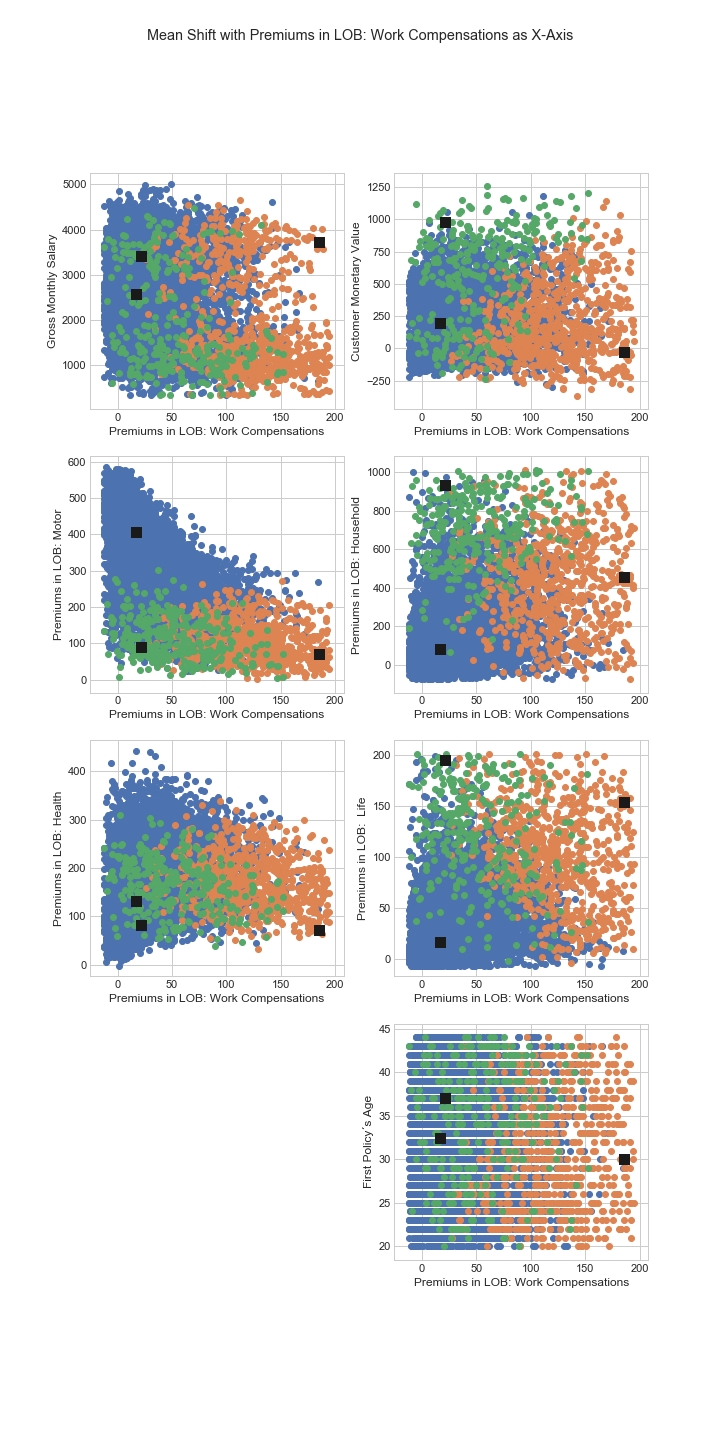 Mean Shift with Premiums in LOB: Work Compensations as X-Axis
Gross Monthly Salary
5000
4000
3000
2000
1000
0 50 100 150 200
Premiums in LOB: Work Compensations
Customer Monetary Value
1250
1000
750
500
250
0
−250
0 50 100 150 200
Premiums in LOB: Work Compensations
Premiums in LOB: Motor
600
500
400
300
200
100
0
0 50 100 150 200
Premiums in LOB: Work Compensations
Premiums in LOB: Household
1000
800
600
400
200
0
0 50 100 150 200
Premiums in LOB: Work Compensations
Premiums in LOB: Health
400
300
200
100
0
0 50 100 150 200
Premiums in LOB: Work Compensations
Premiums in LOB:  Life
200
150
100
50
0
0 50 100 150 200
Premiums in LOB: Work Compensations
First Policy´s Age
45
40
35
30
25
20
0 50 100 150 200
Premiums in LOB: Work Compensations